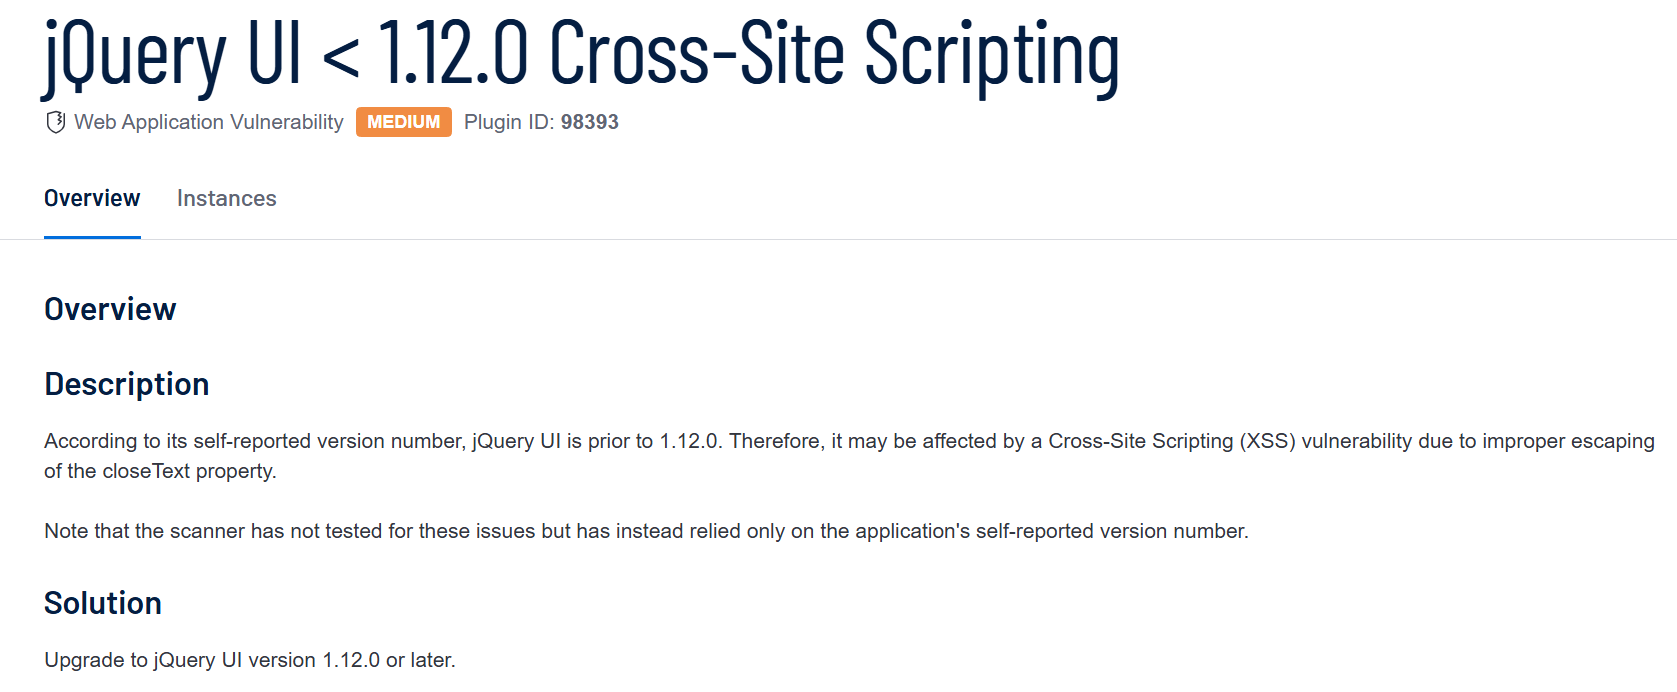 jQuery UI < 1.12.0 Cross-Site Scripting
Web Application Vulnerability MEDIUM Plugin ID: 98393
Overview Instances
Overview
Description
According to its self-reported version number, jQuery UI is prior to 1.12.0. Therefore, it may be affected by a Cross-Site Scripting (XSS) vulnerability due to improper escaping
of the closeText property.
Note that the scanner has not tested for these issues but has instead relied only on the application's self-reported version number.
Solution
Upgrade to jQuery UI version 1.12.0 or later.